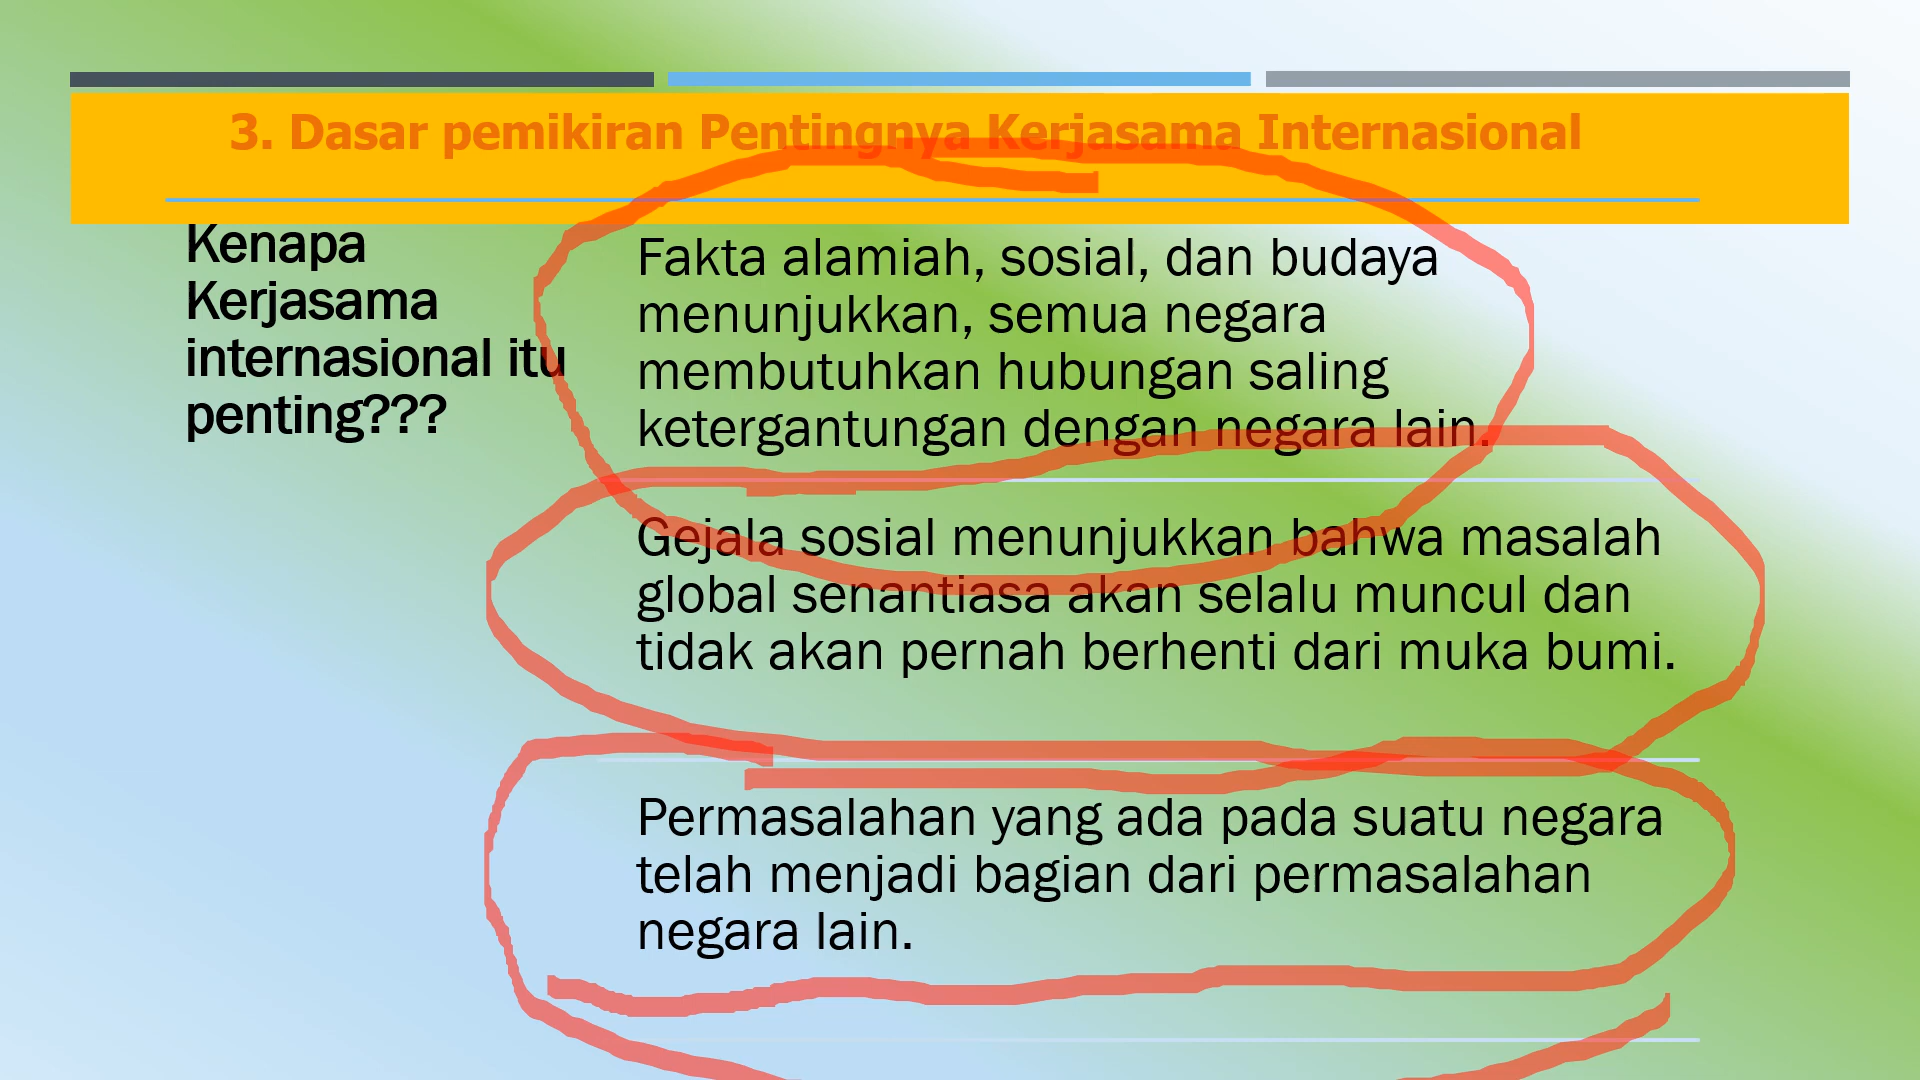 3. Dasar pemikiran Pentingnya Kerjasama Internasional
Kenapa
Kerjasama
internasional itu
penting???
Fakta alamiah, sosial, dan budaya
menunjukkan, semua negara
membutuhkan hubungan saling
ketergantungan dengan negara lain.
Gejala sosial menunjukkan bahwa masalah
global senantiasa akan selalu muncul dan
tidak akan pernah berhenti dari muka bumi.
Permasalahan yang ada pada suatu negara
telah menjadi bagian dari permasalahan
negara lain.